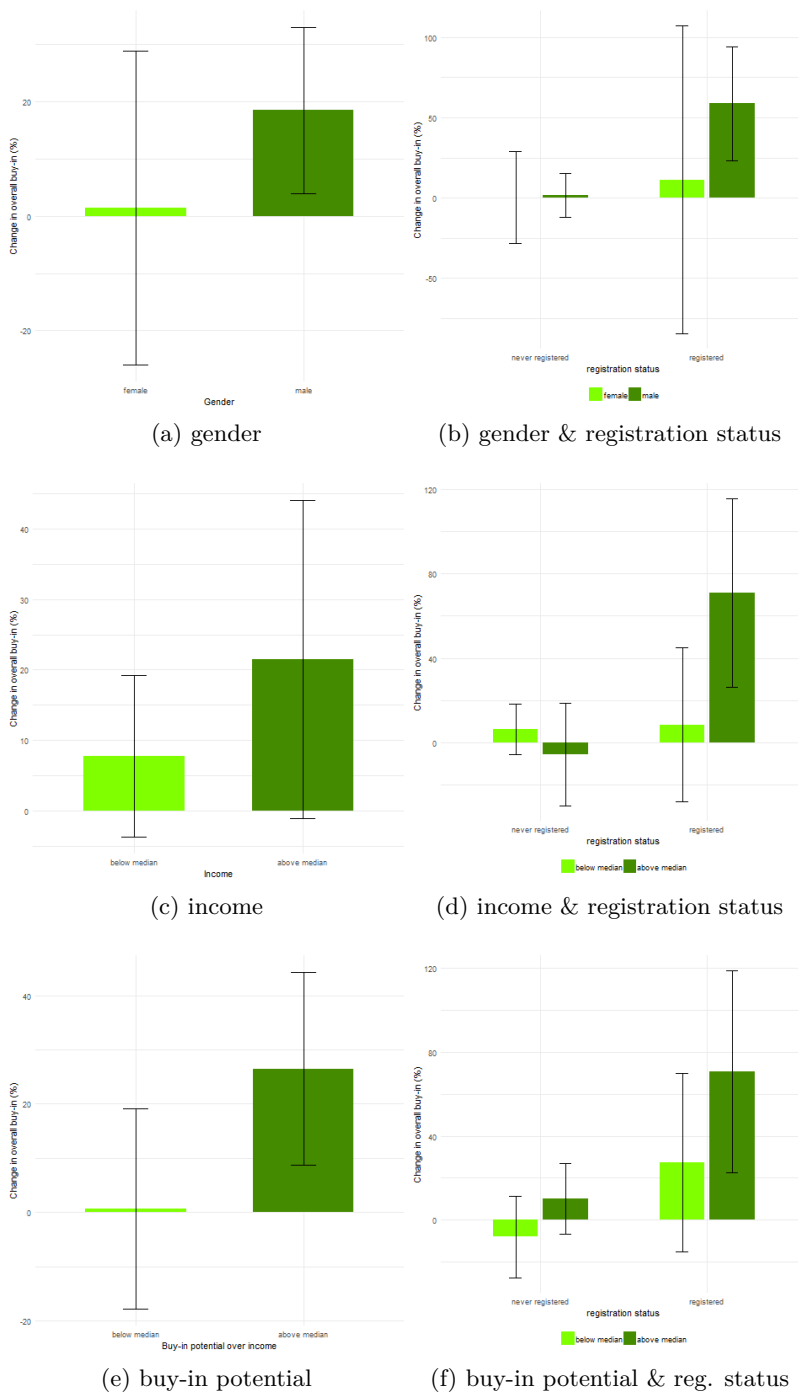 Change in overall buy-in (%)
20
0
-20
female
male
Gender
(a) gender
Change in overall buy-in (%)
100
50
0
-50
never registered
registered
registration status
female male
(b) gender & registration status
Change in overall buy-in (%)
40
30
20
10
0
below median
above median
Income
(c) income
Change in overall buy-in (%)
120
80
40
0
never registered
registered
registration status
below median above median
(d) income & registration status
Change in overall buy-in (%)
40
20
0
-20
below median
above median
Buy-in potential over income
(e) buy-in potential
Change in overall buy-in (%)
120
80
40
0
never registered
registered
registration status
below median above median
(f) buy-in potential & reg. status